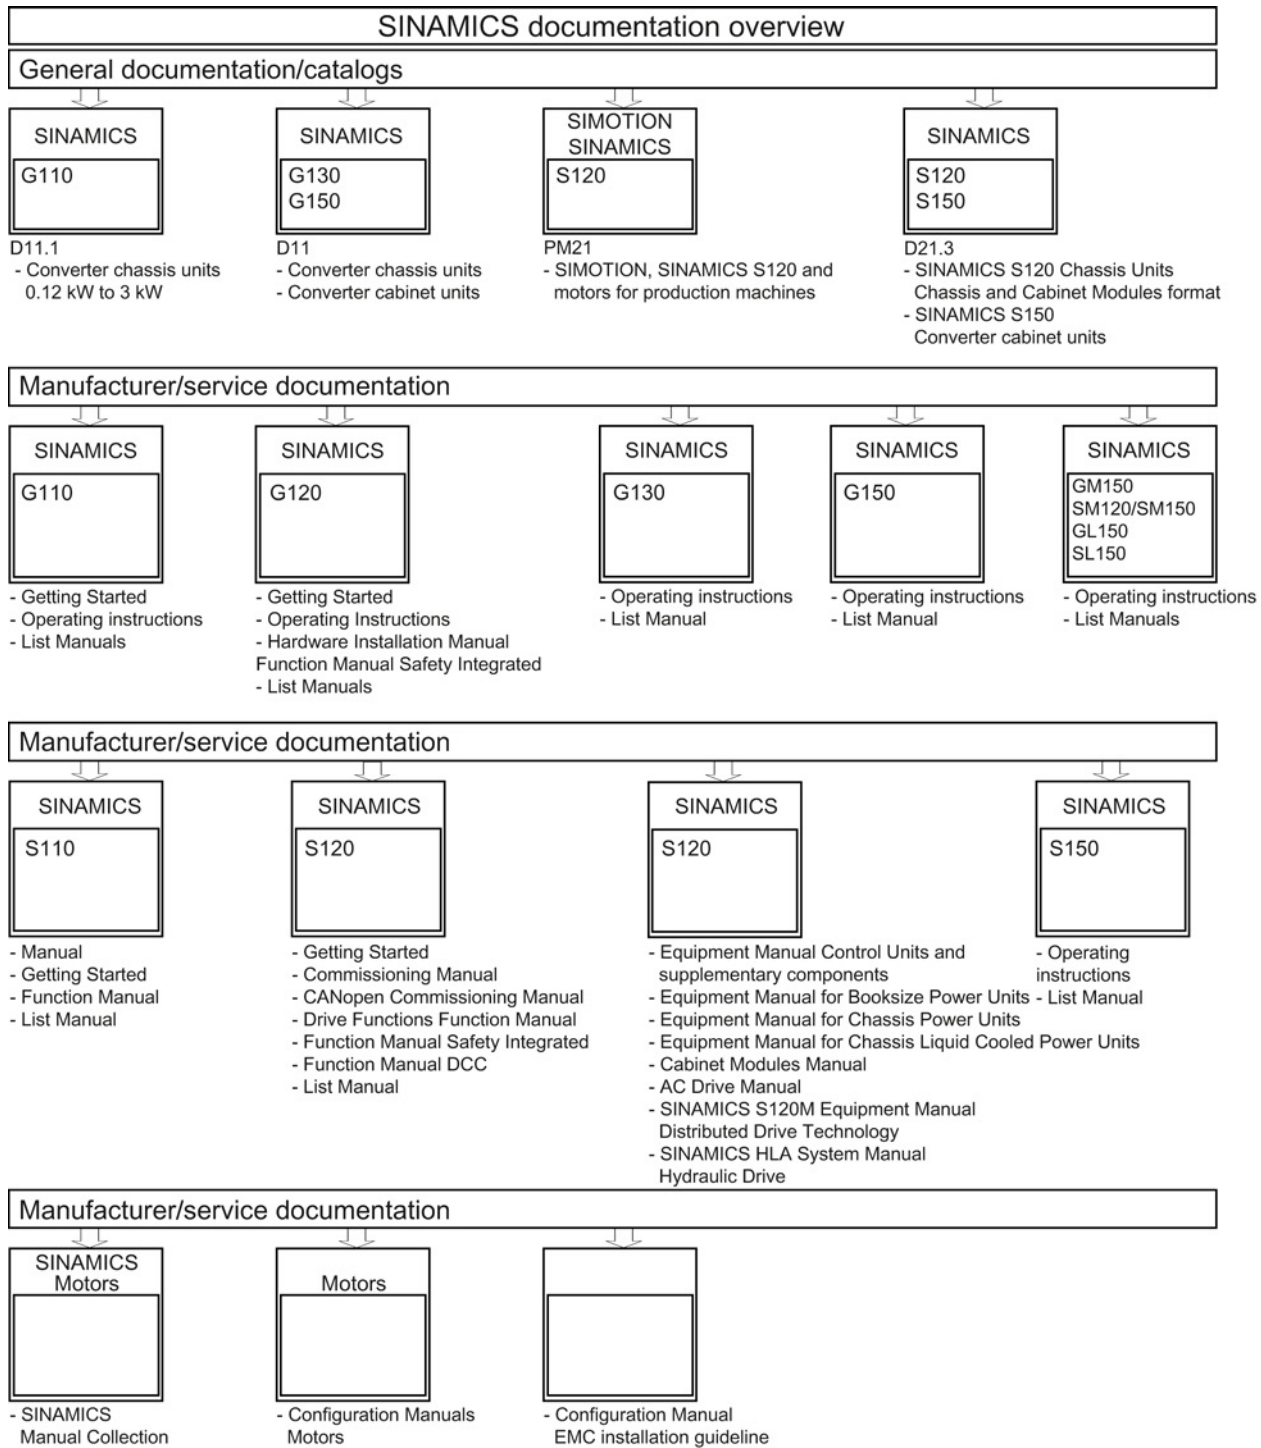 SINAMICS documentation overview
General documentation/catalogs
SINAMICS
G110
D11.1
- Converter chassis units
0.12 kW to 3 kW
SINAMICS
G130
G150
D11
- Converter chassis units
- Converter cabinet units
SIMOTION
SINAMICS
S120
PM21
- SIMOTION, SINAMICS S120 and
motors for production machines
SINAMICS
S120
S150
D21.3
- SINAMICS S120 Chassis Units
Chassis and Cabinet Modules format
- SINAMICS S150
Converter cabinet units
Manufacturer/service documentation
SINAMICS
G110
- Getting Started
- Operating instructions
- List Manuals
SINAMICS
G120
- Getting Started
- Operating Instructions
- Hardware Installation Manual
Function Manual Safety Integrated
- List Manuals
SINAMICS
G130
- Operating instructions
- List Manual
SINAMICS
G150
- Operating instructions
- List Manual
SINAMICS
GM150
SM120/SM150
GL150
SL150
- Operating instructions
- List Manuals
Manufacturer/service documentation
SINAMICS
S110
- Manual
- Getting Started
- Function Manual
- List Manual
SINAMICS
S120
- Getting Started
- Commissioning Manual
- CANopen Commissioning Manual
- Drive Functions Function Manual
- Function Manual Safety Integrated
- Function Manual DCC
- List Manual
SINAMICS
S120
- Equipment Manual Control Units and
supplementary components
- Equipment Manual for Booksize Power Units
- Equipment Manual for Chassis Power Units
- Equipment Manual for Chassis Liquid Cooled Power Units
- Cabinet Modules Manual
- AC Drive Manual
- SINAMICS S120M Equipment Manual
Distributed Drive Technology
- SINAMICS HLA System Manual
Hydraulic Drive
SINAMICS
S150
- Operating
instructions
- List Manual
Manufacturer/service documentation
SINAMICS
Motors
- SINAMICS
Manual Collection
Motors
- Configuration Manuals
Motors
- Configuration Manual
EMC installation guideline